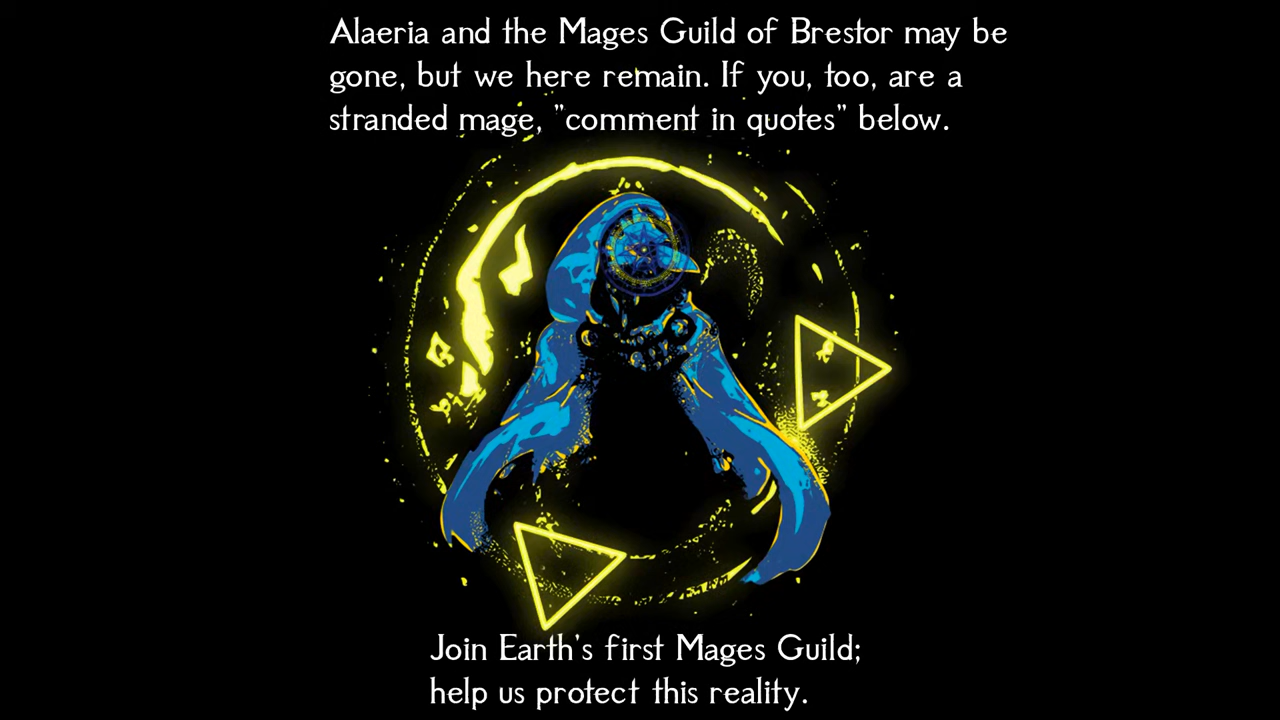 Alaeria and the Mages Guild of Brestor may be
gone, but we here remain. If you, too, are a
stranded mage, "comment in quotes" below.
Join Earth's first Mages Guild;
help us protect this reality.